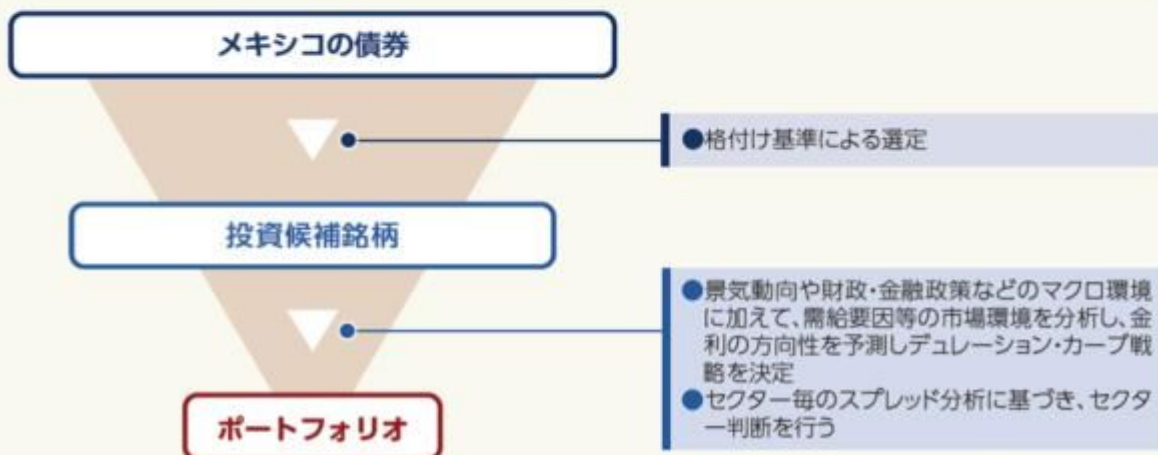 メキシコの債券
●格付け基準による選定
投資候補銘柄
●景気動向や財政・金融政策などのマクロ環境
に加えて、需給要因等の市場環境を分析し、金
利の方向性を予測しデュレーション・カーブ戦
略を決定
●セクター毎のスプレッド分析に基づき、セクタ
ー判断を行う
ポートフォリオ